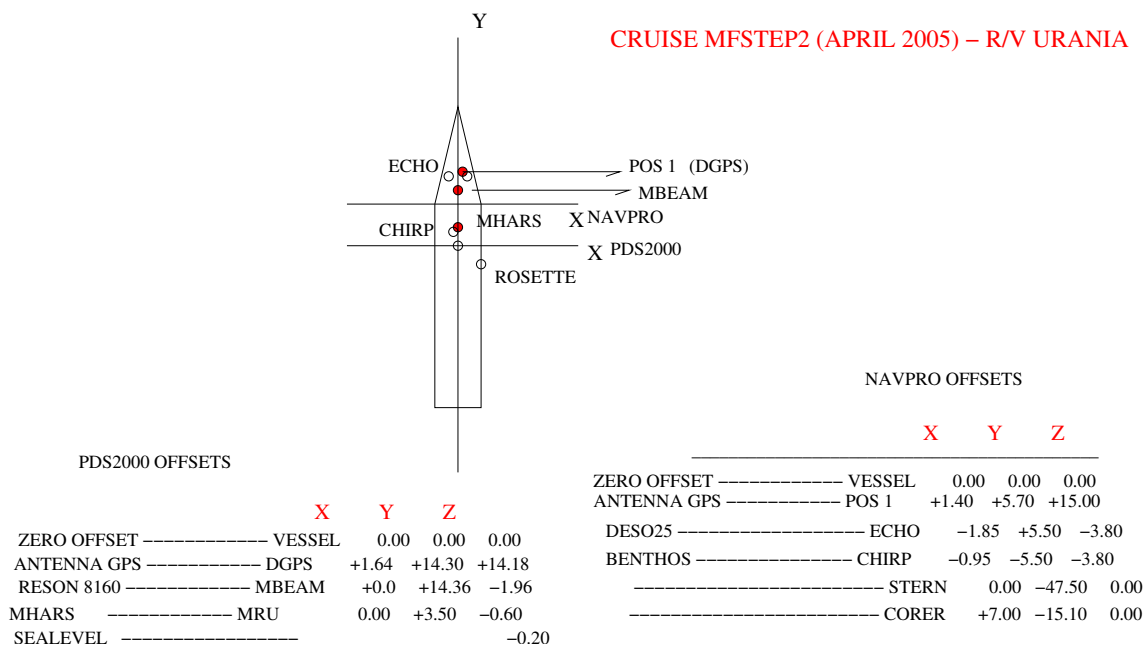 Y
CRUISE MFSTEP2 (APRIL 2005) – R/V URANIA
ECHO
POS 1 (DGPS)
MBEAM
CHIRP
MHARS
X NAVPRO
X PDS2000
ROSETTE
NAVPRO OFFSETS
X Y Z
ZERO OFFSET −−−−−−−−−−−− VESSEL 0.00 0.00 0.00
ANTENNA GPS −−−−−−−−−−− POS 1 +1.40 +5.70 +15.00
DESO25 −−−−−−−−−−−−−−−−− ECHO −1.85 +5.50 −3.80
BENTHOS −−−−−−−−−−−−−−− CHIRP −0.95 −5.50 −3.80
−−−−−−−−−−−−−−−−−−−−−−−− STERN 0.00 −47.50 0.00
−−−−−−−−−−−−−−−−−−−−−−−− CORER +7.00 −15.10 0.00
PDS2000 OFFSETS
X Y Z
ZERO OFFSET −−−−−−−−−−−− VESSEL 0.00 0.00 0.00
ANTENNA GPS −−−−−−−−−−− DGPS +1.64 +14.30 +14.18
RESON 8160 −−−−−−−−−−−− MBEAM +0.0 +14.36 −1.96
MHARS −−−−−−−−−−−− MRU 0.00 +3.50 −0.60
SEALEVEL −−−−−−−−−−−−−−−−− −0.20